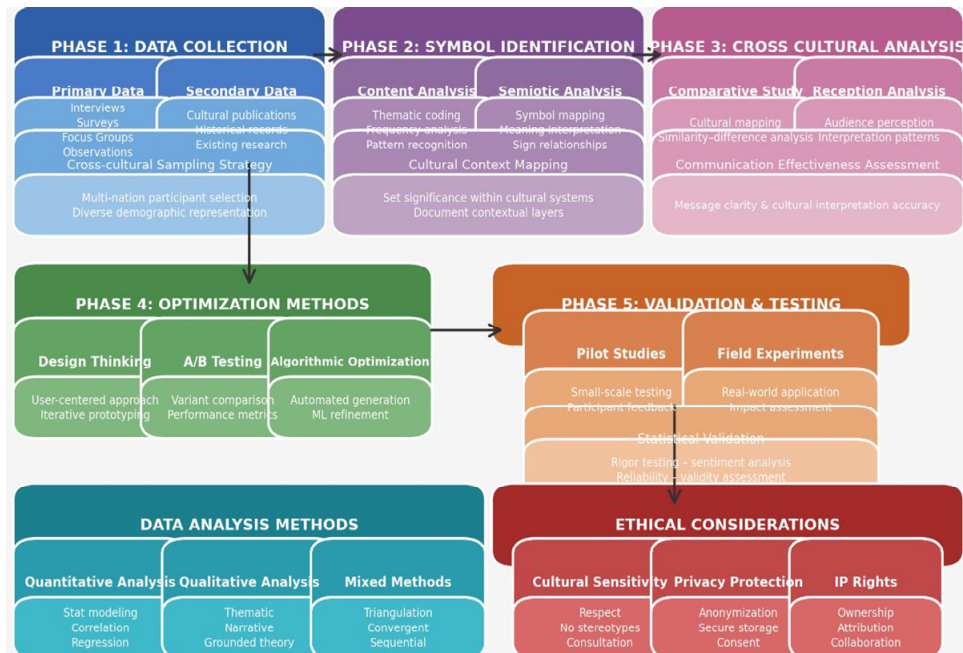 PHASE 1: DATA COLLECTION
Primary Data
Secondary Data
Interviews
Surveys
Focus Groups
Observations
Cultural publications
Historical records
Existing research
Cross-cultural Sampling Strategy
Multi-nation participant selection
Diverse demographic representation
PHASE 2: SYMBOL IDENTIFICATION
Content Analysis
Semiotic Analysis
Thematic coding
Frequency analysis
Pattern recognition
Symbol mapping
Meaning interpretation
Sign relationships
Cultural Context Mapping
Set significance within cultural systems
Document contextual layers
PHASE 3: CROSS CULTURAL ANALYSIS
Comparative Study
Reception Analysis
Cultural mapping
Similarity–difference analysis
Audience perception
Interpretation patterns
Communication Effectiveness Assessment
Message clarity & cultural interpretation accuracy
PHASE 4: OPTIMIZATION METHODS
Design Thinking
A/B Testing
Algorithmic Optimization
User-centered approach
Iterative prototyping
Variant comparison
Performance metrics
Automated generation
ML refinement
PHASE 5: VALIDATION & TESTING
Pilot Studies
Field Experiments
Small-scale testing
Participant feedback
Real-world application
Impact assessment
Statistical Validation
Rigor testing – sentiment analysis
Reliability – validity assessment
DATA ANALYSIS METHODS
Quantitative Analysis
Qualitative Analysis
Mixed Methods
Stat modeling
Correlation
Regression
Thematic
Narrative
Grounded theory
Triangulation
Convergent
Sequential
ETHICAL CONSIDERATIONS
Cultural Sensitivity
Privacy Protection
IP Rights
Respect
No stereotypes
Consultation
Anonymization
Secure storage
Consent
Ownership
Attribution
Collaboration